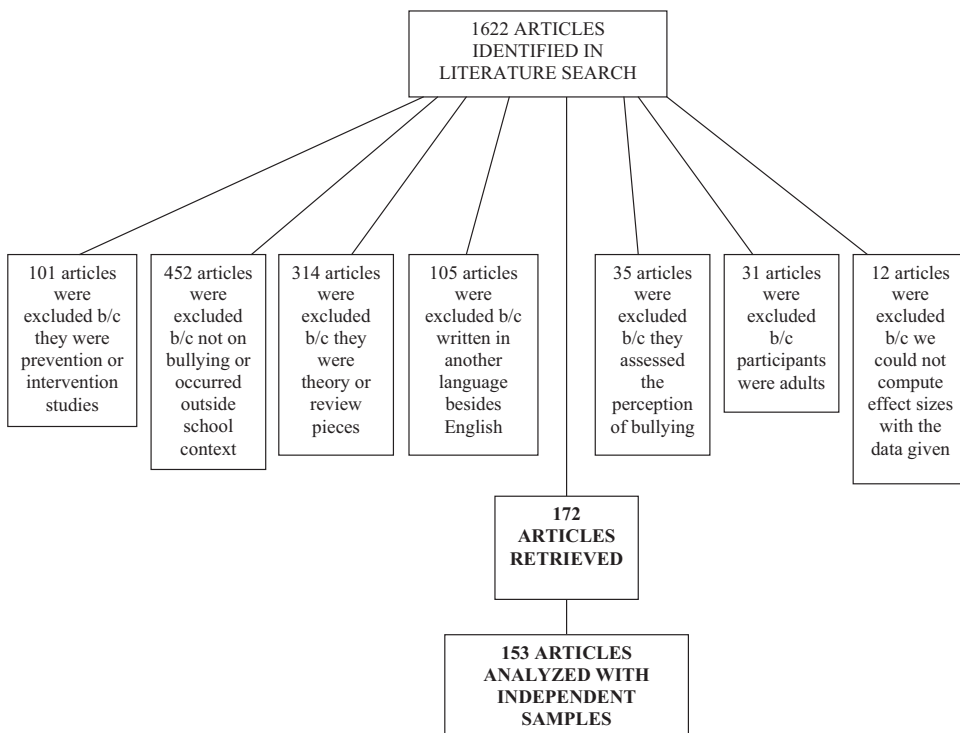 1622 ARTICLES
IDENTIFIED IN
LITERATURE SEARCH
101 articles
were
excluded b/c
they were
prevention or
intervention
studies
452 articles
were
excluded
b/c not on
bullying or
occurred
outside
school
context
314 articles
were
excluded
b/c they
were
theory or
review
pieces
105 articles
were
excluded b/c
written in
another
language
besides
English
35 articles
were
excluded
b/c they
assessed
the
perception
of bullying
31 articles
were
excluded
b/c
participants
were adults
12 articles
were
excluded
b/c we
could not
compute
effect sizes
with the
data given
172
ARTICLES
RETRIEVED
153 ARTICLES
ANALYZED WITH
INDEPENDENT
SAMPLES